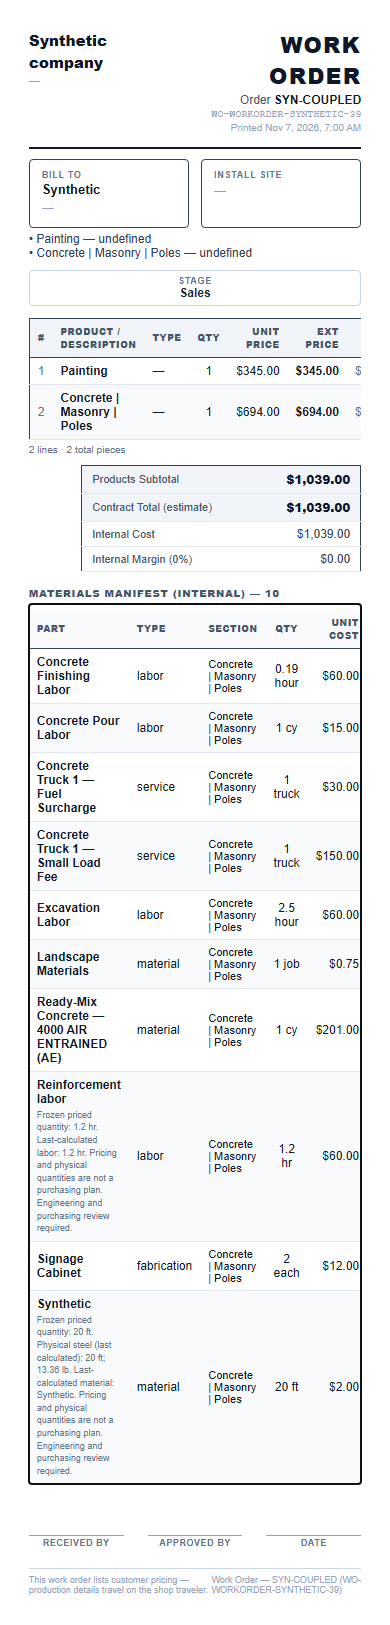 Synthetic
company
—
WORK
ORDER
Order SYN-COUPLED
WO-WORKORDER-SYNTHETIC-39
Printed Nov 7, 2026, 7:00 AM
BILL TO
Synthetic
—
INSTALL SITE
—
• Painting — undefined
• Concrete | Masonry | Poles — undefined
STAGE
Sales
# PRODUCT / DESCRIPTION TYPE QTY UNIT PRICE EXT PRICE
1 Painting — 1 $345.00 $345.00 $
2 Concrete | Masonry | Poles — 1 $694.00 $694.00 $
2 lines · 2 total pieces
Products Subtotal $1,039.00
Contract Total (estimate) $1,039.00
Internal Cost $1,039.00
Internal Margin (0%) $0.00
MATERIALS MANIFEST (INTERNAL) — 10
PART TYPE SECTION QTY UNIT COST
Concrete Finishing Labor labor Concrete | Masonry | Poles 0.19 hour $60.00
Concrete Pour Labor labor Concrete | Masonry | Poles 1 cy $15.00
Concrete Truck 1 — Fuel Surcharge service Concrete | Masonry | Poles 1 truck $30.00
Concrete Truck 1 — Small Load Fee service Concrete | Masonry | Poles 1 truck $150.00
Excavation Labor labor Concrete | Masonry | Poles 2.5 hour $60.00
Landscape Materials material Concrete | Masonry | Poles 1 job $0.75
Ready-Mix Concrete — 4000 AIR ENTRAINED (AE) material Concrete | Masonry | Poles 1 cy $201.00
Reinforcement labor labor Concrete | Masonry | Poles 1.2 hr $60.00
Frozen priced
quantity: 1.2 hr.
Last-calculated
labor: 1.2 hr. Pricing
and physical
quantities are not a
purchasing plan.
Engineering and
purchasing review
required.
Signage Cabinet fabrication Concrete | Masonry | Poles 2 each $12.00
Synthetic material Concrete | Masonry | Poles 20 ft $2.00
Frozen priced
quantity: 20 ft.
Physical steel (last
calculated): 20 ft;
13.36 lb. Last-
calculated material:
Synthetic. Pricing
and physical
quantities are not a
purchasing plan.
Engineering and
purchasing review
required.
RECEIVED BY APPROVED BY DATE
This work order lists customer pricing —
production details travel on the shop traveler.
Work Order — SYN-COUPLED (WO-
WORKORDER-SYNTHETIC-39)